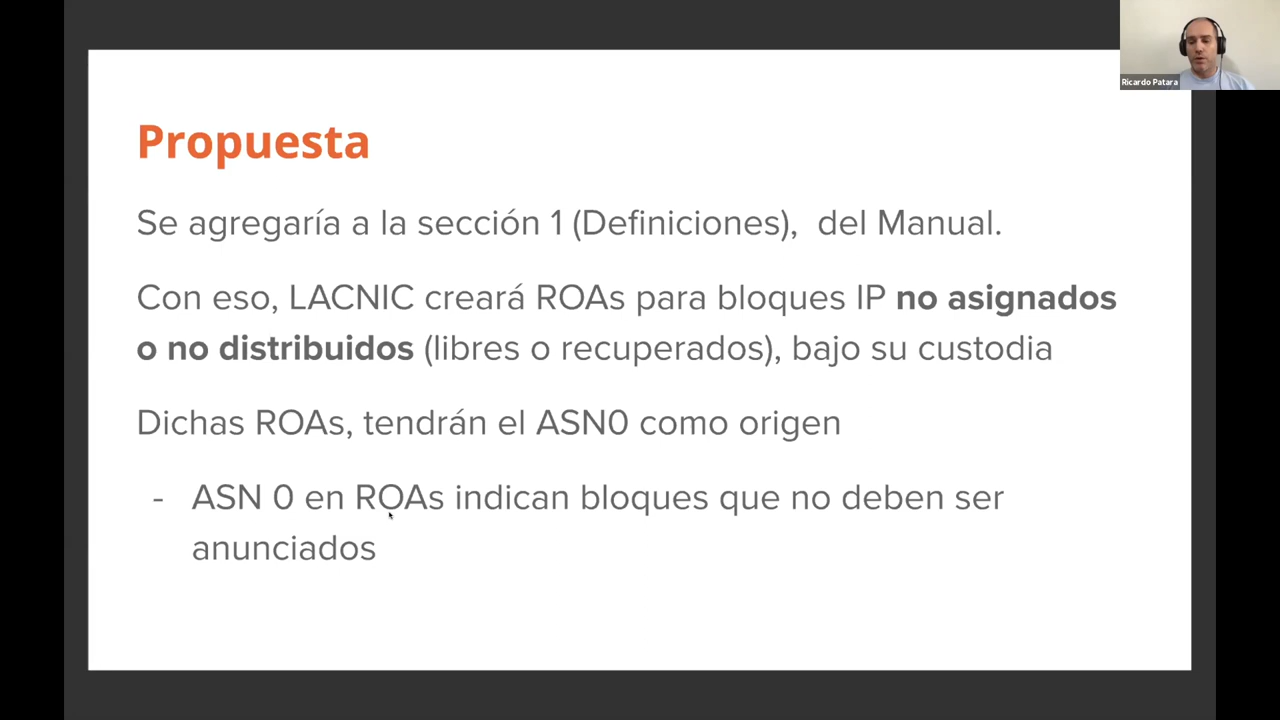 Ricardo Patara
Propuesta
Se agregaría a la sección 1 (Definiciones),  del Manual.
Con eso, LACNIC creará ROAs para bloques IP no asignados
o no distribuidos (libres o recuperados), bajo su custodia
Dichas ROAs, tendrán el ASN0 como origen
- ASN 0 en ROAs indican bloques que no deben ser
anunciados